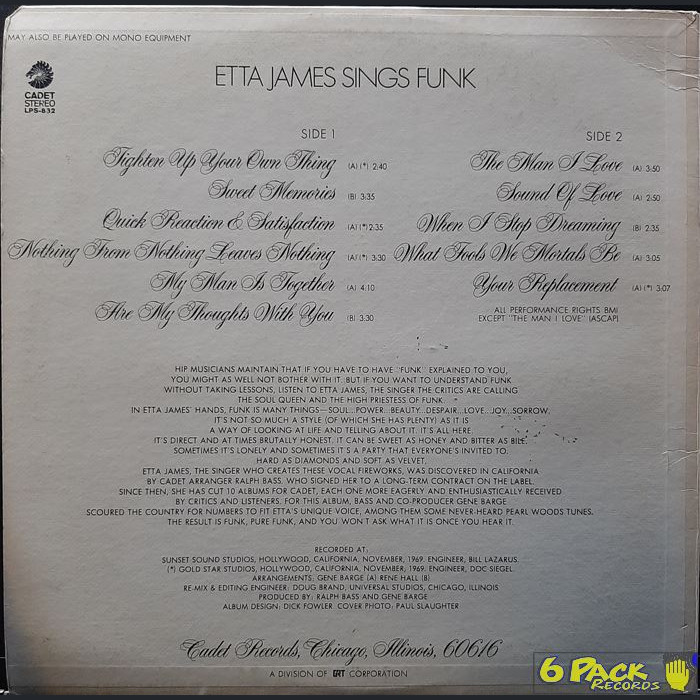 MAY ALSO BE PLAYED ON MONO EQUIPMENT
CADET
STEREO
LPS-832
ETTA JAMES SINGS FUNK
SIDE 1
Tighten Up Your Own Thing (A) (*) 2:40
Sweet Memories (B) 3:35
Quick Reaction & Satisfaction (A) (*) 2:35
Nothing From Nothing Leaves Nothing (A) (*) 3:30
My Man Is Together (A) 4:10
Are My Thoughts With You (B) 3:30
SIDE 2
The Man I Love (A) 3:50
Sound Of Love (A) 2:50
When I Stop Dreaming (B) 2:35
What Fools We Mortals Be (A) 3:05
Your Replacement (A) (*) 3:07
ALL PERFORMANCE RIGHTS BMI
EXCEPT "THE MAN I LOVE" (ASCAP)
HIP MUSICIANS MAINTAIN THAT IF YOU HAVE TO HAVE "FUNK" EXPLAINED TO YOU,
YOU MIGHT AS WELL NOT BOTHER WITH IT. BUT IF YOU WANT TO UNDERSTAND FUNK
WITHOUT TAKING LESSONS, LISTEN TO ETTA JAMES, THE SINGER THE CRITICS ARE CALLING
THE SOUL QUEEN AND THE HIGH PRIESTESS OF FUNK.
IN ETTA JAMES' HANDS, FUNK IS MANY THINGS—SOUL...POWER...BEAUTY...DESPAIR...LOVE...JOY...SORROW.
IT'S NOT SO MUCH A STYLE (OF WHICH SHE HAS PLENTY) AS IT IS
A WAY OF LOOKING AT LIFE AND TELLING ABOUT IT. IT'S ALL HERE.
IT'S DIRECT AND AT TIMES BRUTALLY HONEST. IT CAN BE SWEET AS HONEY AND BITTER AS BILE.
SOMETIMES IT'S LONELY AND SOMETIMES IT'S A PARTY THAT EVERYONE'S INVITED TO.
HARD AS DIAMONDS AND SOFT AS VELVET.
ETTA JAMES, THE SINGER WHO CREATES THESE VOCAL FIREWORKS, WAS DISCOVERED IN CALIFORNIA
BY CADET ARRANGER RALPH BASS, WHO SIGNED HER TO A LONG-TERM CONTRACT ON THE LABEL.
SINCE THEN, SHE HAS CUT 10 ALBUMS FOR CADET, EACH ONE MORE EAGERLY AND ENTHUSIASTICALLY RECEIVED
BY CRITICS AND LISTENERS. FOR THIS ALBUM, BASS AND CO-PRODUCER GENE BARGE
SCOURED THE COUNTRY FOR NUMBERS TO FIT ETTA'S UNIQUE VOICE, AMONG THEM SOME NEVER-HEARD PEARL WOODS TUNES.
THE RESULT IS FUNK, PURE FUNK, AND YOU WON'T ASK WHAT IT IS ONCE YOU HEAR IT.
RECORDED AT:
SUNSET SOUND STUDIOS, HOLLYWOOD, CALIFORNIA, NOVEMBER, 1969. ENGINEER, BILL LAZARUS.
(*) GOLD STAR STUDIOS, HOLLYWOOD, CALIFORNIA, NOVEMBER, 1969. ENGINEER, DOC SIEGEL.
ARRANGEMENTS, GENE BARGE (A) RENE HALL (B)
RE-MIX & EDITING ENGINEER: DOUG BRAND, UNIVERSAL STUDIOS, CHICAGO, ILLINOIS
PRODUCED BY: RALPH BASS AND GENE BARGE
ALBUM DESIGN: DICK FOWLER COVER PHOTO: PAUL SLAUGHTER
Cadet Records, Chicago, Illinois, 60616
A DIVISION OF GRT CORPORATION
6 PACK
RECORDS